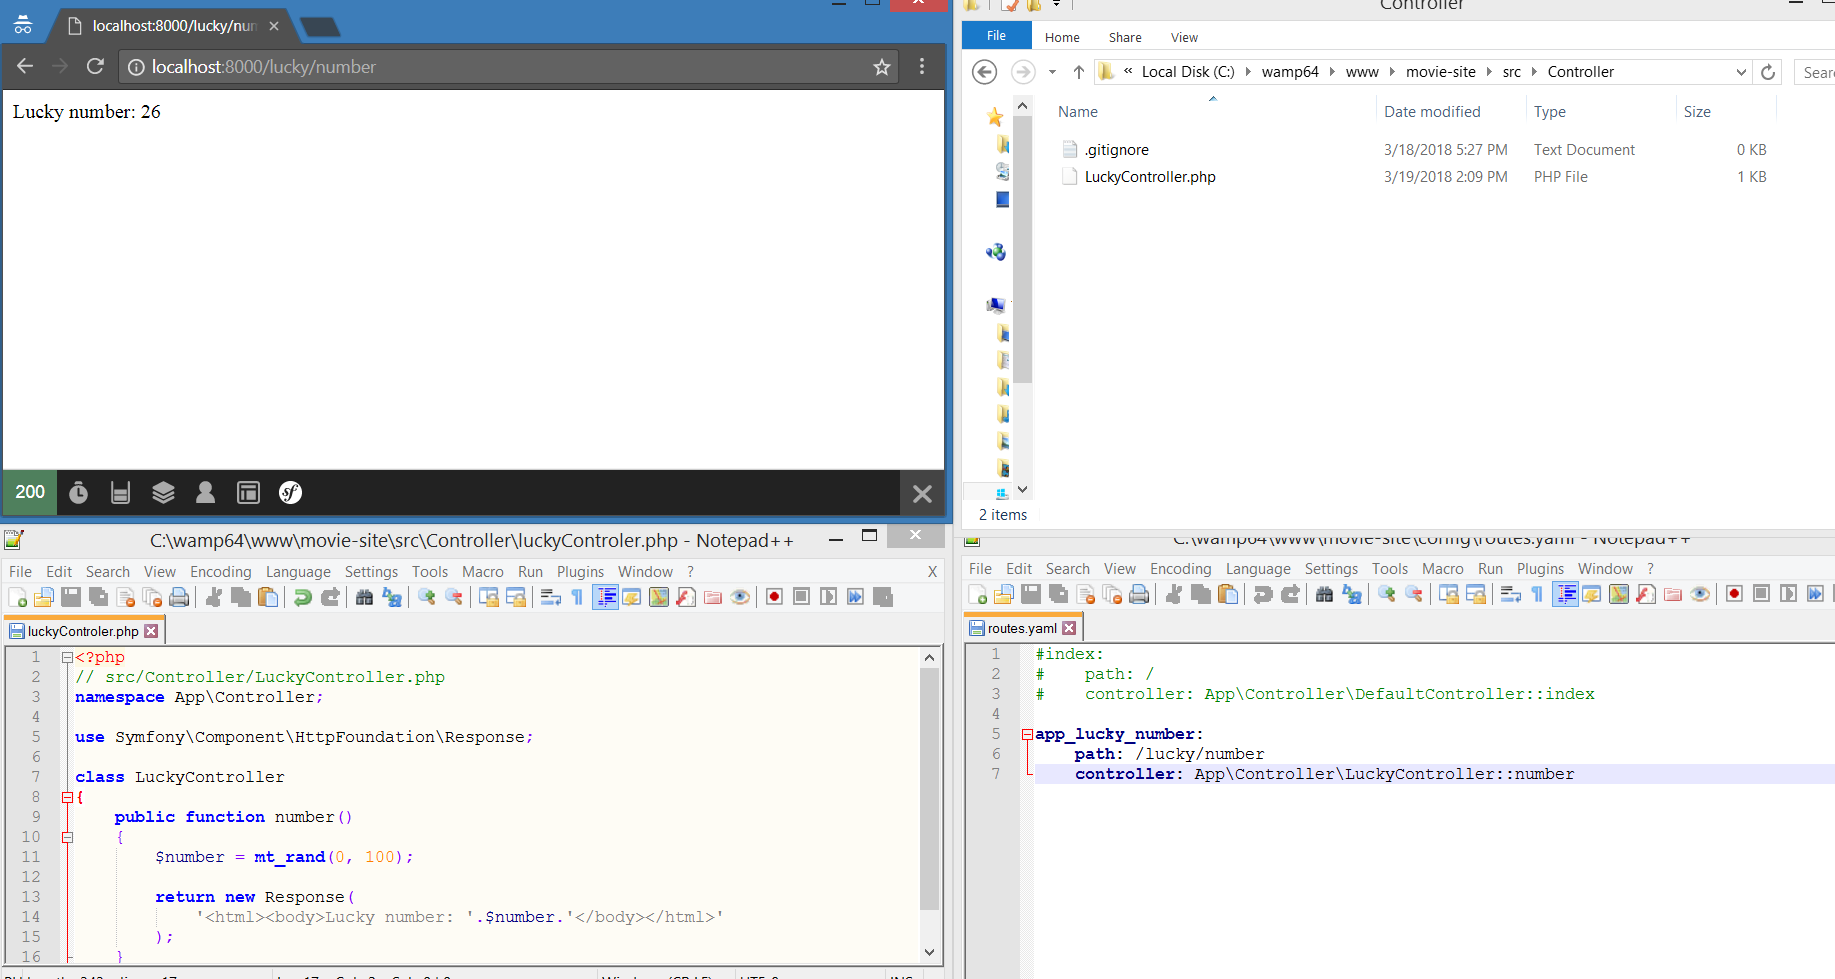 localhost:8000/lucky/num
localhost:8000/lucky/number
Lucky number: 26
200
Controller
File Home Share View
« Local Disk (C:) wamp64 www movie-site src Controller
Sear
Name Date modified Type Size
.gitignore 3/18/2018 5:27 PM Text Document 0 KB
LuckyController.php 3/19/2018 2:09 PM PHP File 1 KB
2 items
C:\wamp64\www\movie-site\src\Controller\luckyControler.php - Notepad++
File Edit Search View Encoding Language Settings Tools Macro Run Plugins Window ? X
luckyControler.php
1 <?php
2 // src/Controller/LuckyController.php
3 namespace App\Controller;
4
5 use Symfony\Component\HttpFoundation\Response;
6
7 class LuckyController
8 {
9 public function number()
10 {
11 $number = mt_rand(0, 100);
12
13 return new Response(
14 '<html><body>Lucky number: '.$number.'</body></html>'
15 );
16 }
C:\wamp64\www\movie-site\config\routes.yaml - Notepad++
File Edit Search View Encoding Language Settings Tools Macro Run Plugins Window ?
routes.yaml
1 #index:
2 # path: /
3 # controller: App\Controller\DefaultController::index
4
5 app_lucky_number:
6 path: /lucky/number
7 controller: App\Controller\LuckyController::number